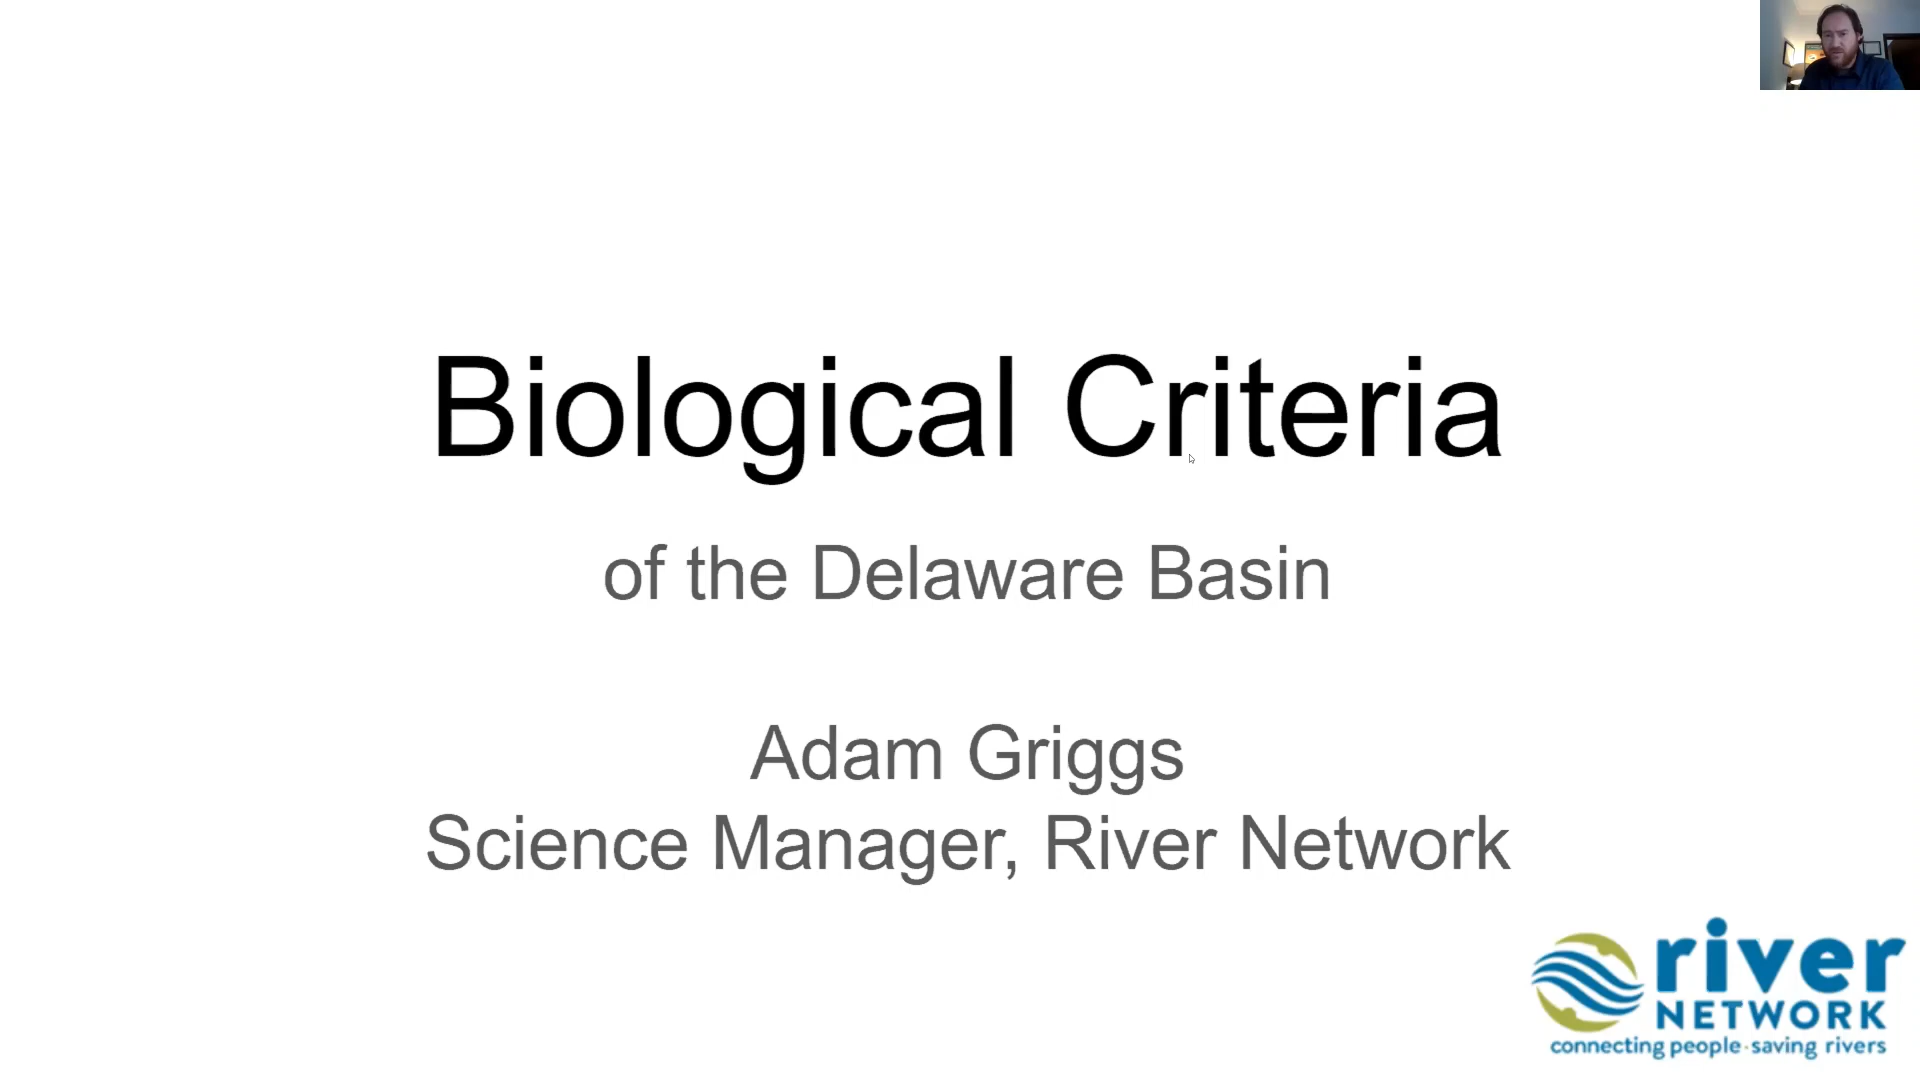 Biological Criteria
of the Delaware Basin
Adam Griggs
Science Manager, River Network
river
NETWORK
connecting people·saving rivers